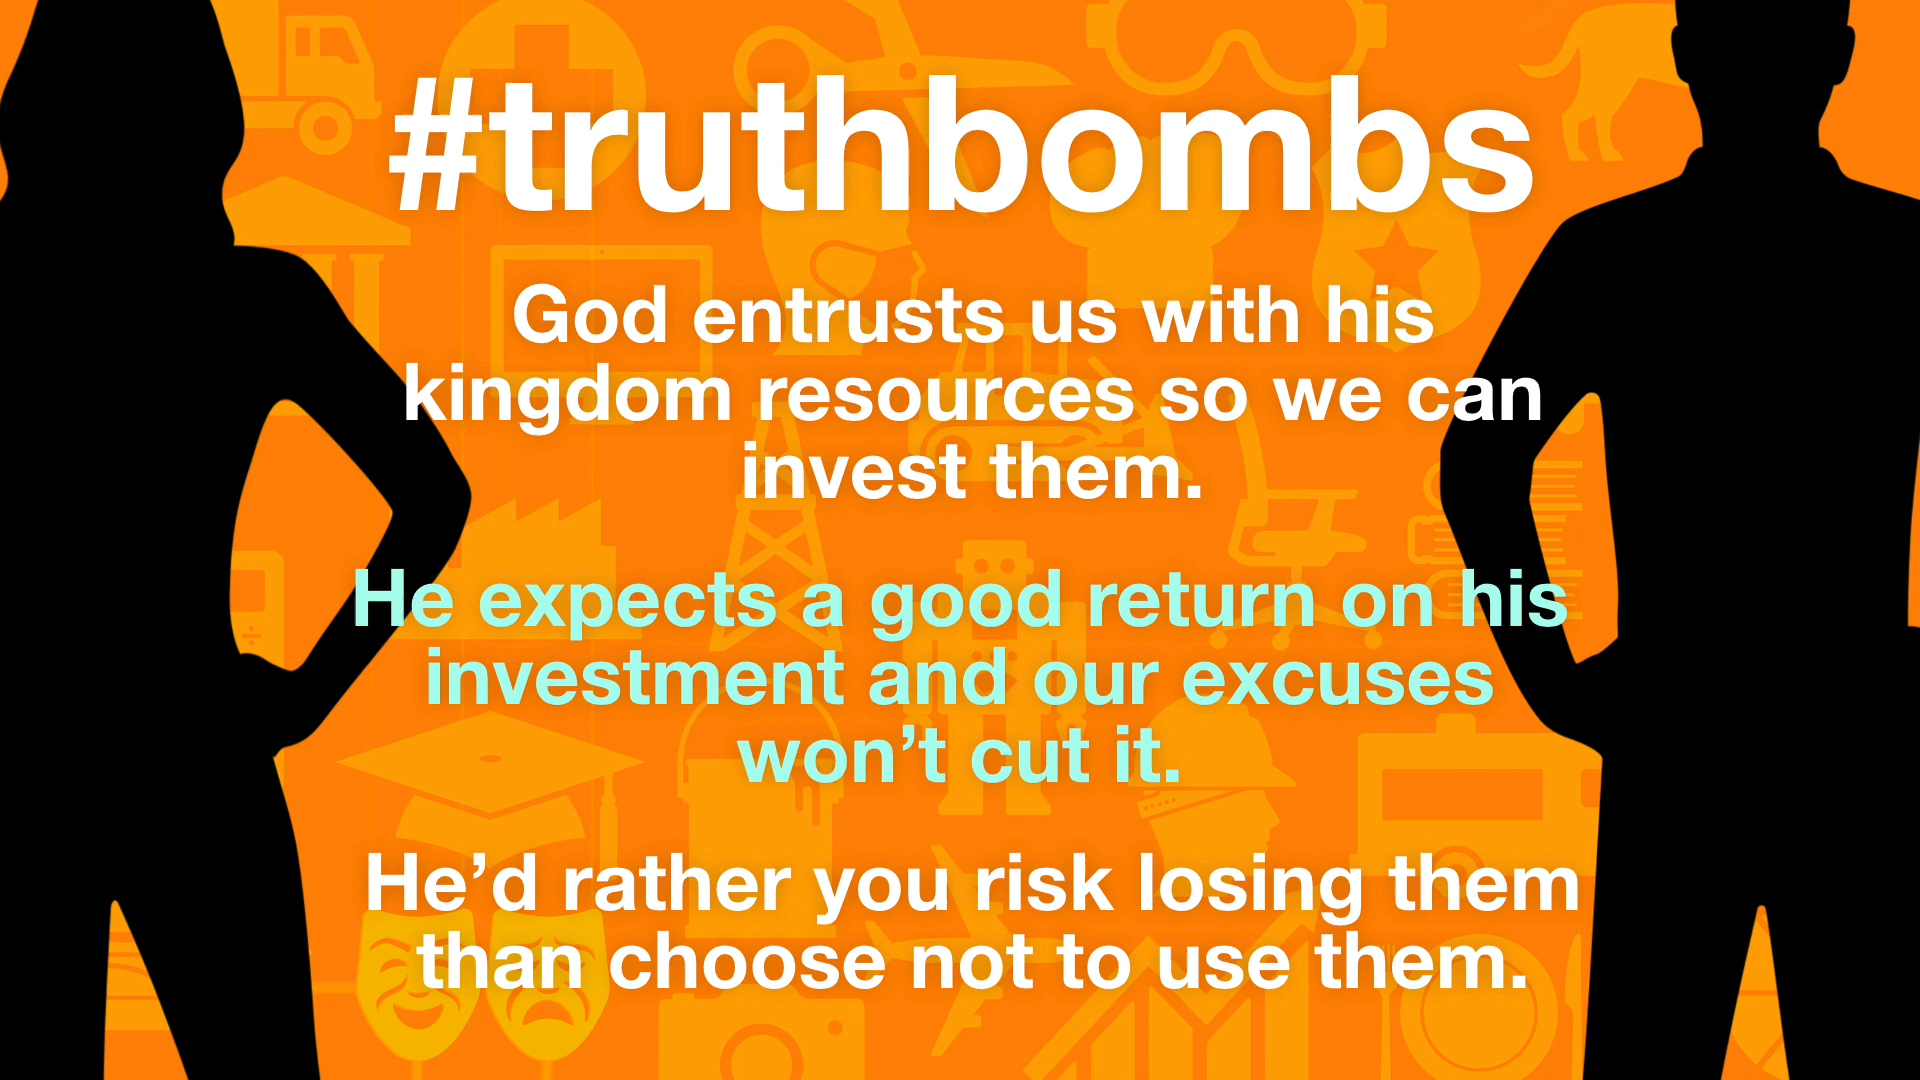 #truthbombs
God entrusts us with his
kingdom resources so we can
invest them.
He expects a good return on his
investment and our excuses
won’t cut it.
He’d rather you risk losing them
than choose not to use them.